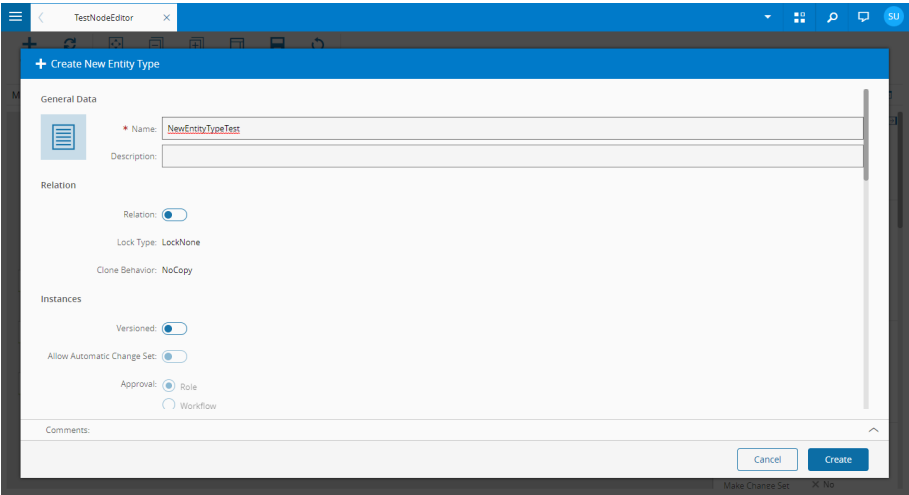 TestNodeEditor
SU
Create New Entity Type
General Data
* Name: NewEntityTypeTest
Description:
Relation
Relation:
Lock Type: LockNone
Clone Behavior: NoCopy
Instances
Versioned:
Allow Automatic Change Set:
Approval: Role
Workflow
Comments:
Cancel
Create
Make Change Set
No